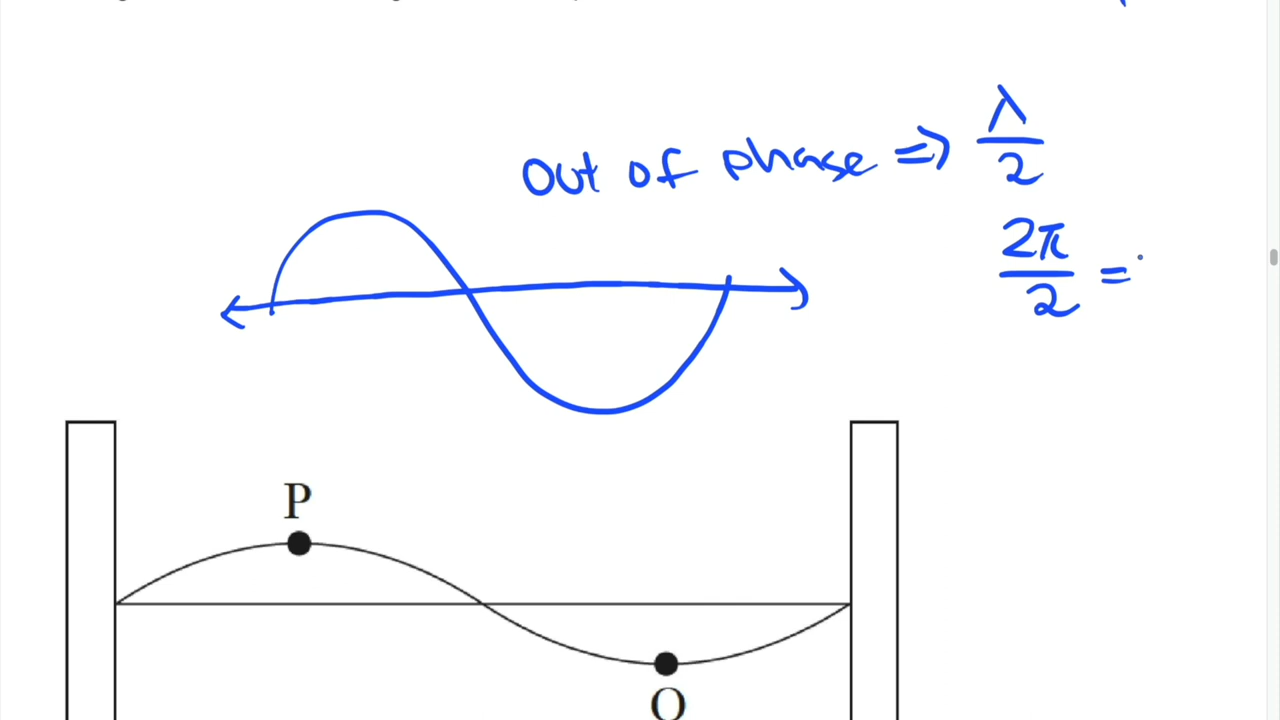 out of phase => λ/2
2π/2 =
P